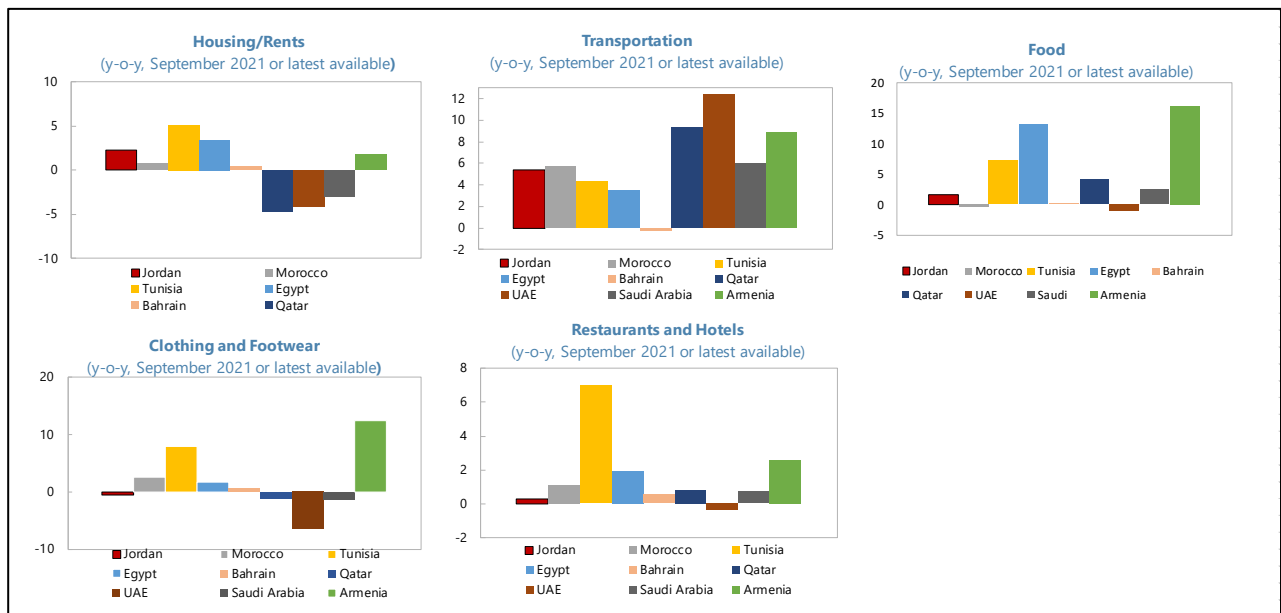 Housing/Rents
(y-o-y, September 2021 or latest available)
10
5
0
-5
-10
Jordan Morocco
Tunisia Egypt
Bahrain Qatar
Transportation
(y-o-y, September 2021 or latest available)
12
10
8
6
4
2
0
-2
Jordan Morocco Tunisia
Egypt Bahrain Qatar
UAE Saudi Arabia Armenia
Food
(y-o-y, September 2021 or latest available)
20
15
10
5
0
-5
Jordan Morocco Tunisia Egypt Bahrain
Qatar UAE Saudi Armenia
Clothing and Footwear
(y-o-y, September 2021 or latest available)
20
10
0
-10
Jordan Morocco Tunisia
Egypt Bahrain Qatar
UAE Saudi Arabia Armenia
Restaurants and Hotels
(y-o-y, September 2021 or latest available)
8
6
4
2
0
-2
Jordan Morocco Tunisia
Egypt Bahrain Qatar
UAE Saudi Arabia Armenia